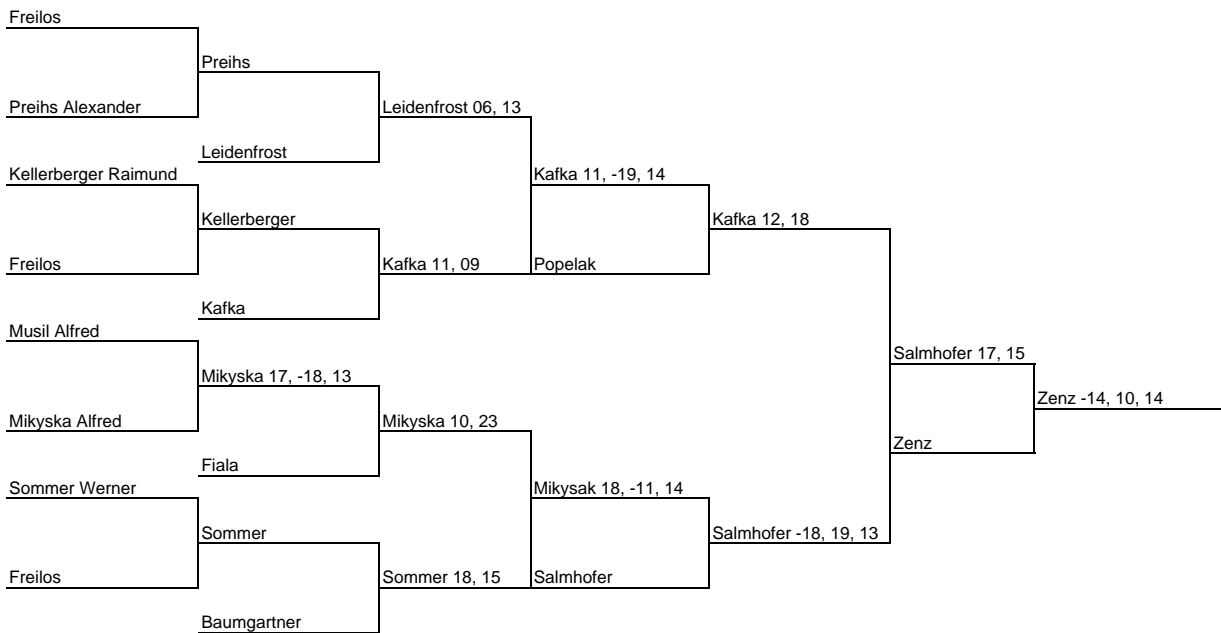 Freilos
Preihs
Preihs Alexander
Leidenfrost 06, 13
Leidenfrost
Kellerberger Raimund
Kafka 11, -19, 14
Kellerberger
Kafka 12, 18
Freilos
Kafka 11, 09
Popelak
Kafka
Musil Alfred
Salmhofer 17, 15
Mikyska 17, -18, 13
Zenz -14, 10, 14
Mikyska Alfred
Mikyska 10, 23
Zenz
Fiala
Sommer Werner
Mikysak 18, -11, 14
Sommer
Salmhofer -18, 19, 13
Freilos
Sommer 18, 15
Salmhofer
Baumgartner